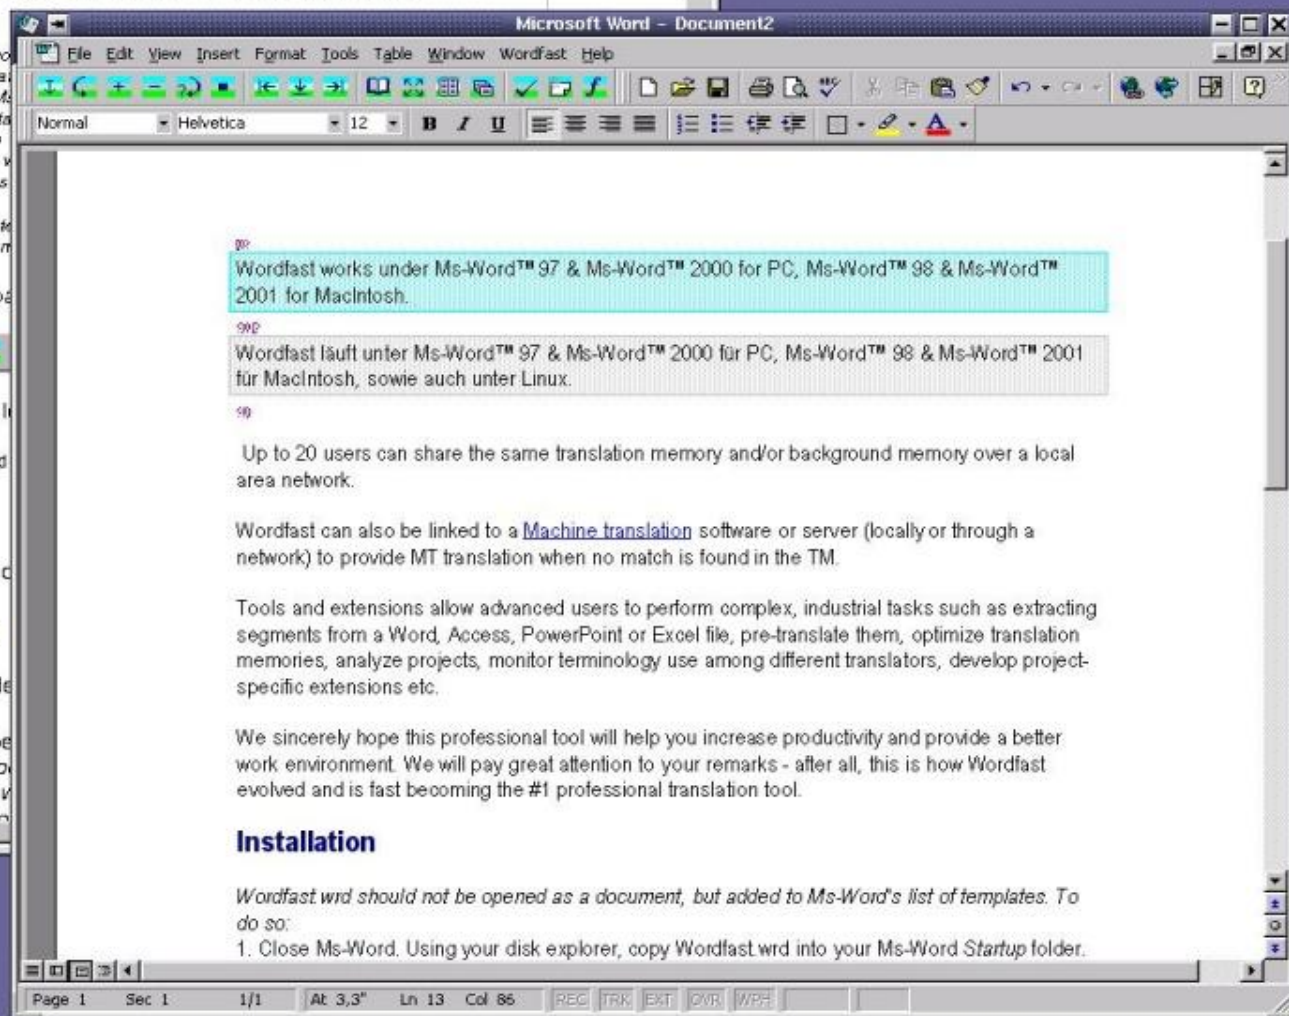 Microsoft Word - Document2
File Edit View Insert Format Tools Table Window Wordfast Help
Normal Helvetica 12 B I U
Wordfast works under Ms-Word™ 97 & Ms-Word™ 2000 for PC, Ms-Word™ 98 & Ms-Word™
2001 for MacIntosh.
Wordfast läuft unter Ms-Word™ 97 & Ms-Word™ 2000 für PC, Ms-Word™ 98 & Ms-Word™ 2001
für MacIntosh, sowie auch unter Linux.
Up to 20 users can share the same translation memory and/or background memory over a local
area network.
Wordfast can also be linked to a Machine translation software or server (locally or through a
network) to provide MT translation when no match is found in the TM.
Tools and extensions allow advanced users to perform complex, industrial tasks such as extracting
segments from a Word, Access, PowerPoint or Excel file, pre-translate them, optimize translation
memories, analyze projects, monitor terminology use among different translators, develop project-
specific extensions etc.
We sincerely hope this professional tool will help you increase productivity and provide a better
work environment. We will pay great attention to your remarks - after all, this is how Wordfast
evolved and is fast becoming the #1 professional translation tool.
Installation
Wordfast.wrd should not be opened as a document, but added to Ms-Word's list of templates. To
do so:
1. Close Ms-Word. Using your disk explorer, copy Wordfast.wrd into your Ms-Word Startup folder.
Page 1 Sec 1 1/1 At 3,3" Ln 13 Col 86 REC TRK EXT OVR WPH